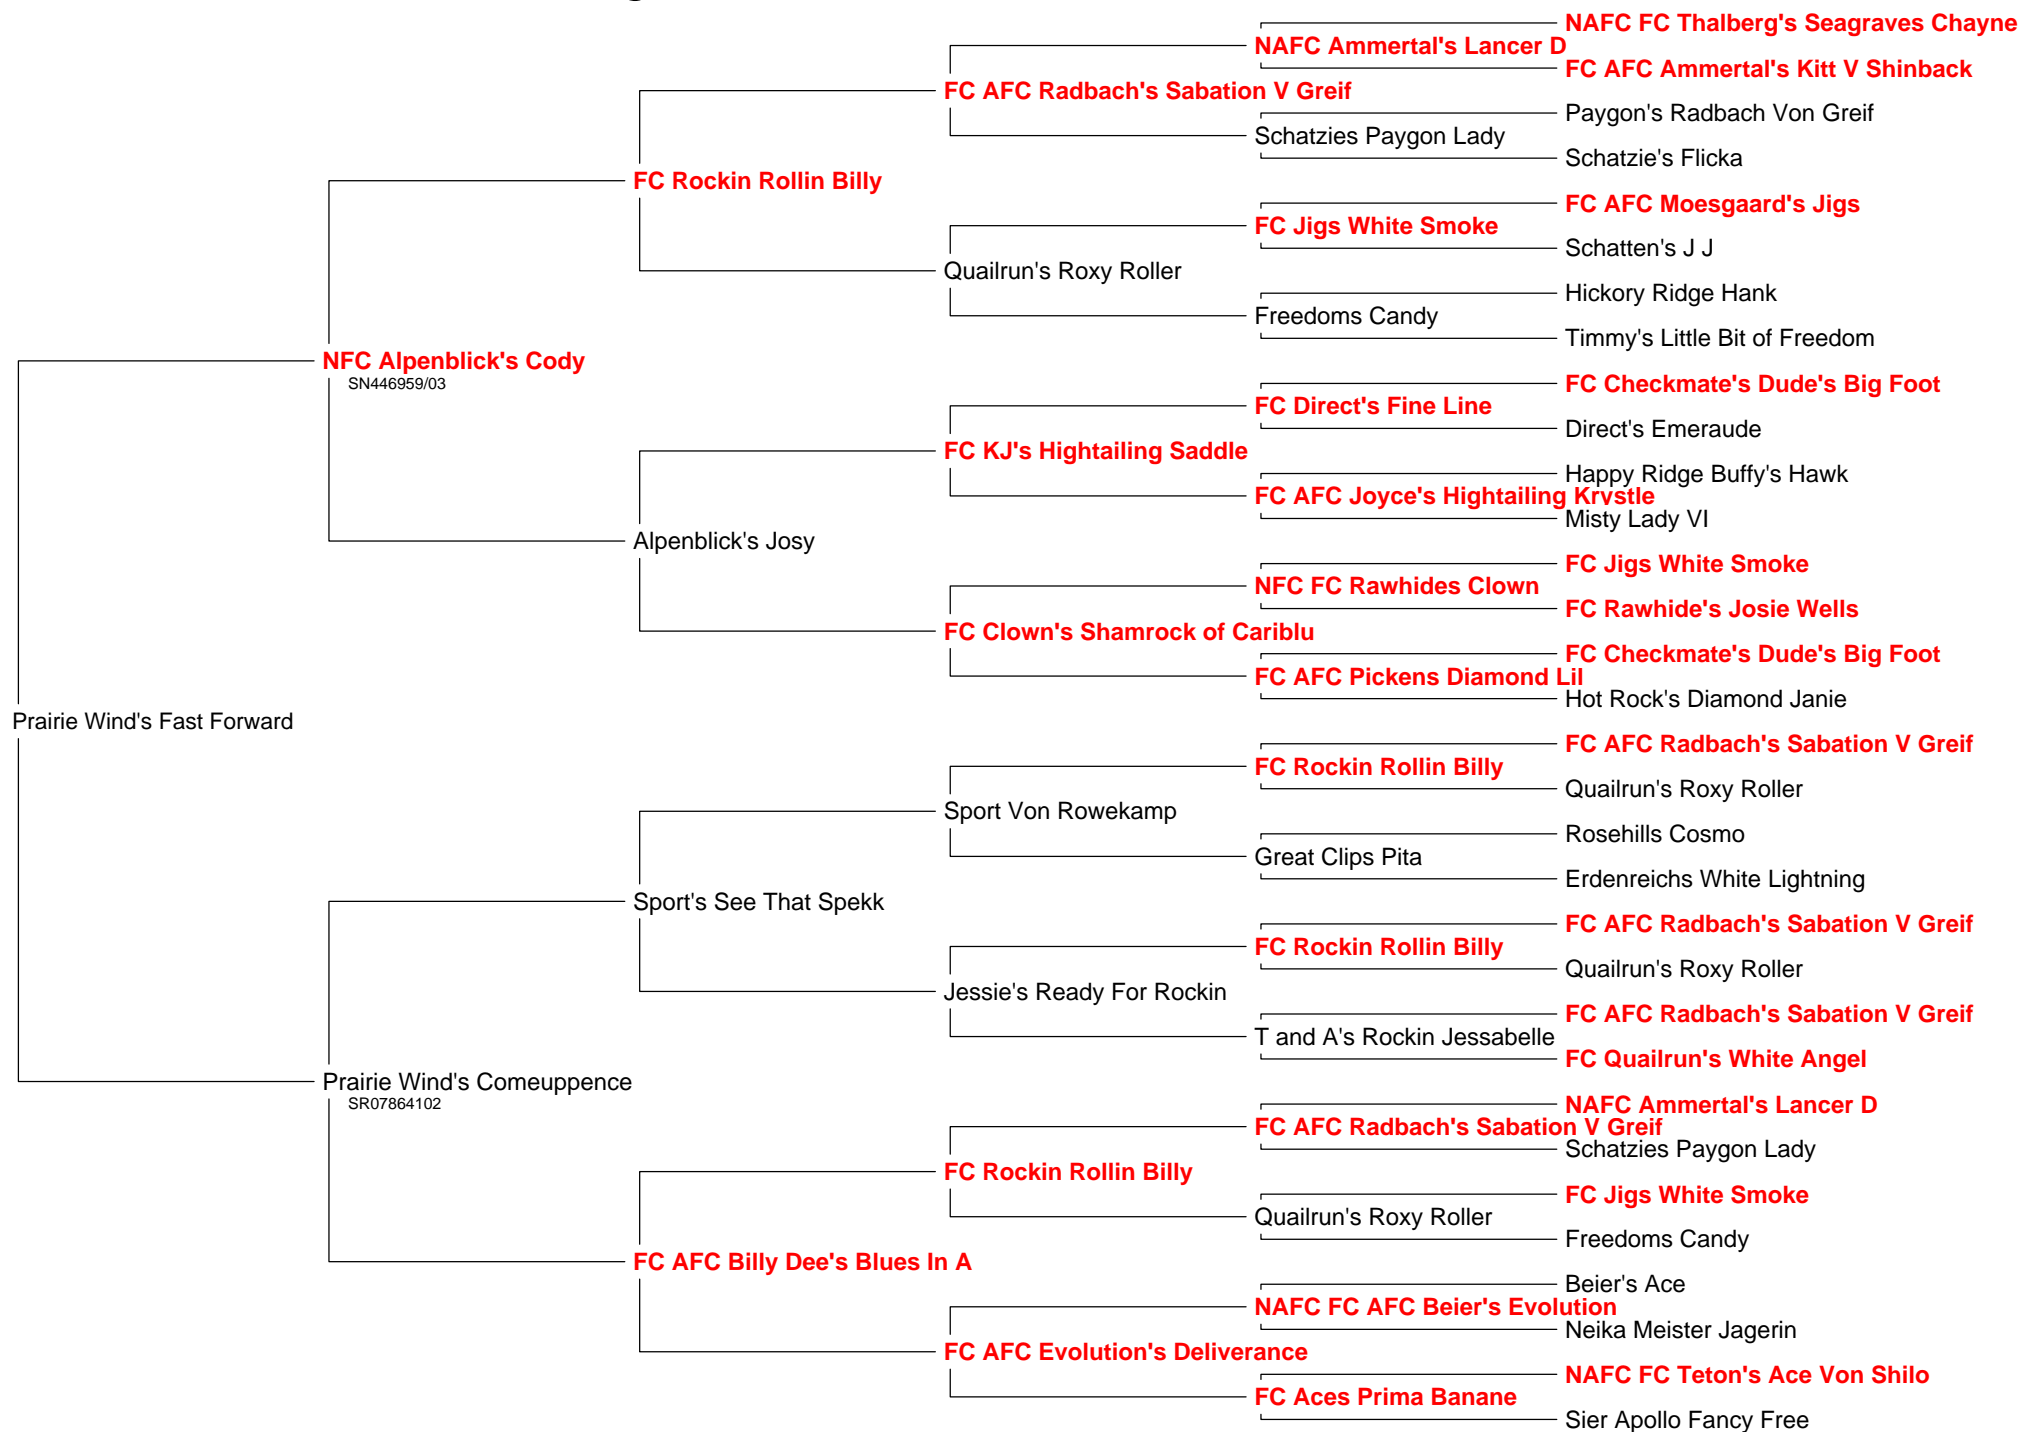 NAFC FC Thalberg's Seagraves Chayne
NAFC Ammertal's Lancer D
FC AFC Ammertal's Kitt V Shinback
FC AFC Radbach's Sabation V Greif
Paygon's Radbach Von Greif
Schatzies Paygon Lady
Schatzie's Flicka
FC Rockin Rollin Billy
FC AFC Moesgaard's Jigs
FC Jigs White Smoke
Schatten's J J
Quailrun's Roxy Roller
Hickory Ridge Hank
Freedoms Candy
Timmy's Little Bit of Freedom
NFC Alpenblick's Cody
SN446959/03
FC Checkmate's Dude's Big Foot
FC Direct's Fine Line
Direct's Emeraude
FC KJ's Hightailing Saddle
Happy Ridge Buffy's Hawk
FC AFC Joyce's Hightailing Krystle
Misty Lady VI
Alpenblick's Josy
FC Jigs White Smoke
NFC FC Rawhides Clown
FC Rawhide's Josie Wells
FC Clown's Shamrock of Cariblu
FC Checkmate's Dude's Big Foot
FC AFC Pickens Diamond Lil
Hot Rock's Diamond Janie
Prairie Wind's Fast Forward
FC AFC Radbach's Sabation V Greif
FC Rockin Rollin Billy
Quailrun's Roxy Roller
Sport Von Rowekamp
Rosehills Cosmo
Great Clips Pita
Erdenreichs White Lightning
Sport's See That Spekk
FC AFC Radbach's Sabation V Greif
FC Rockin Rollin Billy
Quailrun's Roxy Roller
Jessie's Ready For Rockin
FC AFC Radbach's Sabation V Greif
T and A's Rockin Jessabelle
FC Quailrun's White Angel
Prairie Wind's Comeuppence
SR07864102
NAFC Ammertal's Lancer D
FC AFC Radbach's Sabation V Greif
Schatzies Paygon Lady
FC Rockin Rollin Billy
FC Jigs White Smoke
Quailrun's Roxy Roller
Freedoms Candy
FC AFC Billy Dee's Blues In A
Beier's Ace
NAFC FC AFC Beier's Evolution
Neika Meister Jagerin
FC AFC Evolution's Deliverance
NAFC FC Teton's Ace Von Shilo
FC Aces Prima Banane
Sier Apollo Fancy Free